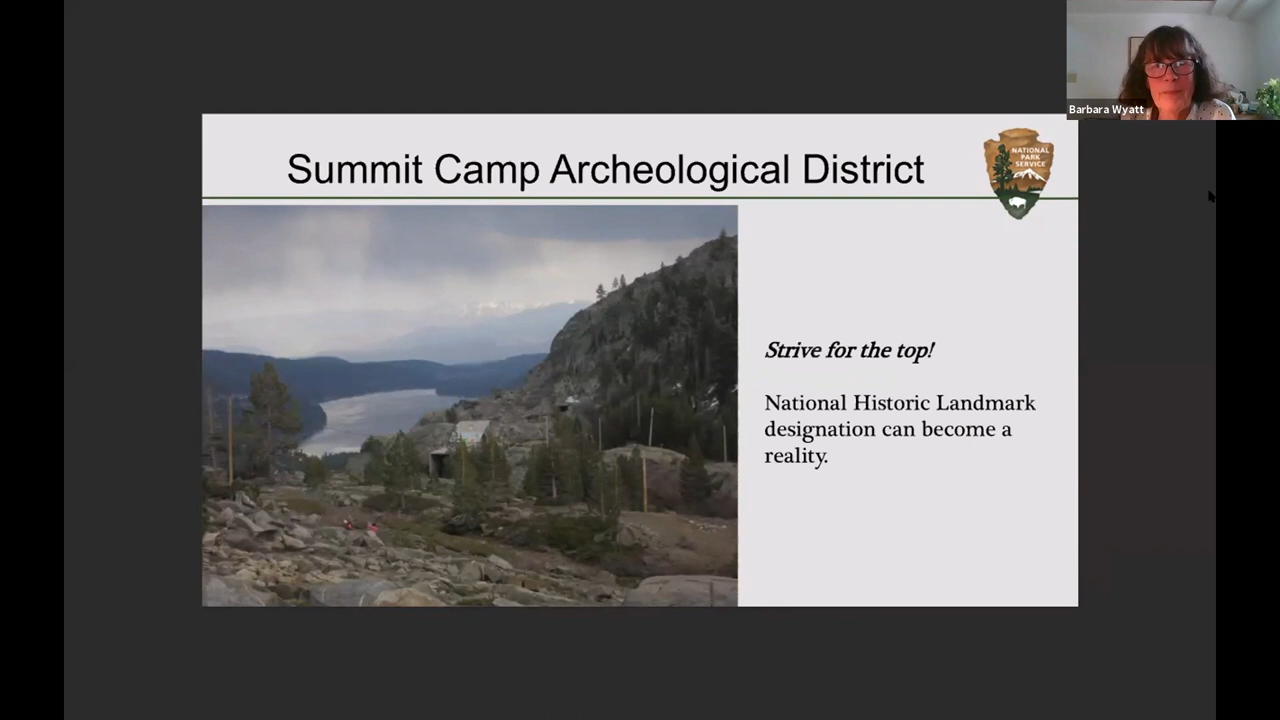 Barbara Wyatt
Summit Camp Archeological District
NATIONAL
PARK
SERVICE
Strive for the top!
National Historic Landmark
designation can become a
reality.